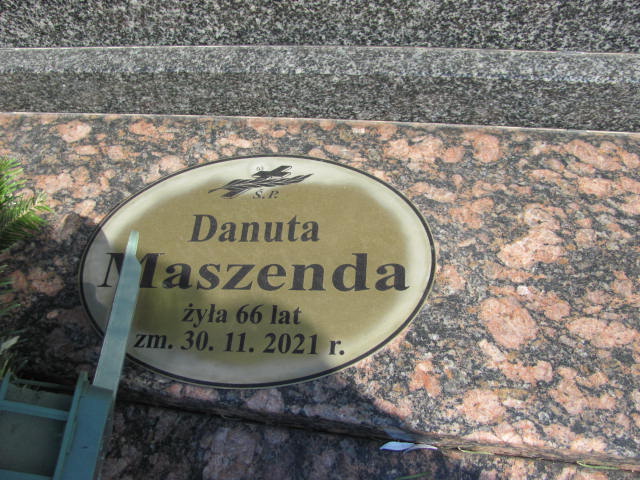 Ś. P.
Danuta
Maszenda
żyła 66 lat
zm. 30. 11. 2021 r.